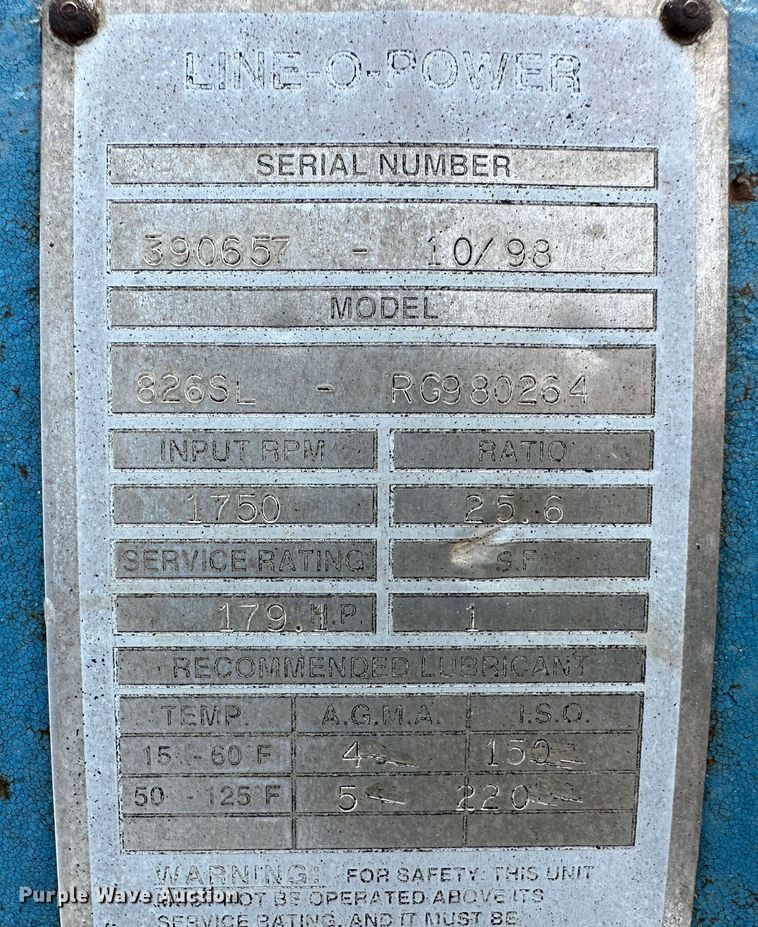 LINE-O-POWER
SERIAL NUMBER
390657 - 10/98
MODEL
826SL - RG980264
INPUT RPM RATIO
1750 25.6
SERVICE RATING S.F.
179.1 H.P. 1
RECOMMENDED LUBRICANT
TEMP. A.G.M.A. I.S.O.
15 - 60 F 4 150
50 - 125 F 5 220
WARNING: FOR SAFETY, THIS UNIT
MUST NOT BE OPERATED ABOVE ITS
SERVICE RATING, AND IT MUST BE
Purple Wave Auction